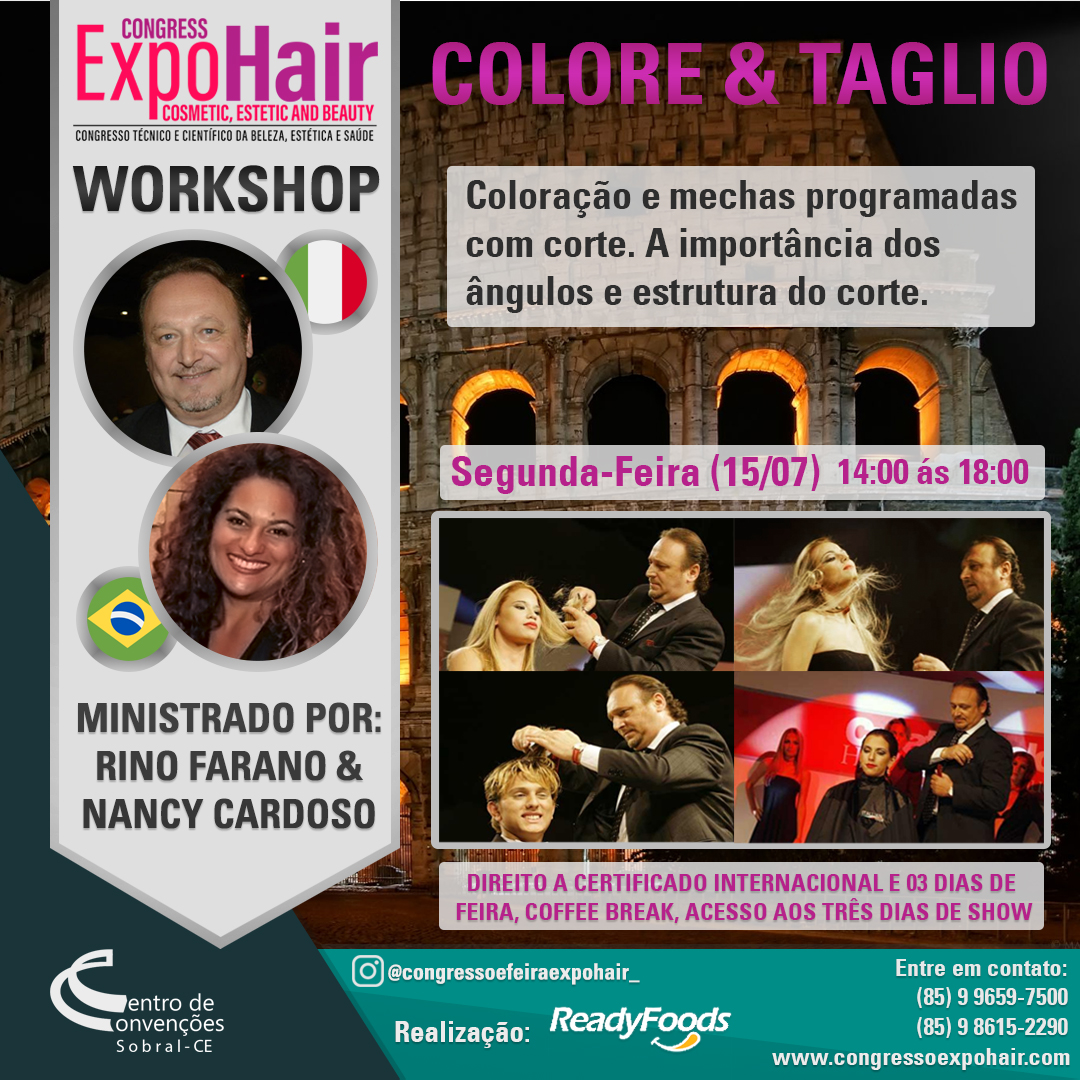 CONGRESS
ExpoHair
COSMETIC, ESTETIC AND BEAUTY
CONGRESSO TÉCNICO E CIENTÍFICO DA BELEZA, ESTÉTICA E SAÚDE
WORKSHOP
MINISTRADO POR:
RINO FARANO &
NANCY CARDOSO
COLORE & TAGLIO
Coloração e mechas programadas
com corte. A importância dos
ângulos e estrutura do corte.
Segunda-Feira (15/07) 14:00 ás 18:00
DIREITO A CERTIFICADO INTERNACIONAL E 03 DIAS DE
FEIRA, COFFEE BREAK, ACESSO AOS TRÊS DIAS DE SHOW
Centro de
Convenções
Sobral-CE
@congressoefeiraexpohair_
Realização: ReadyFoods
Entre em contato:
(85) 9 9659-7500
(85) 9 8615-2290
www.congressoexpohair.com